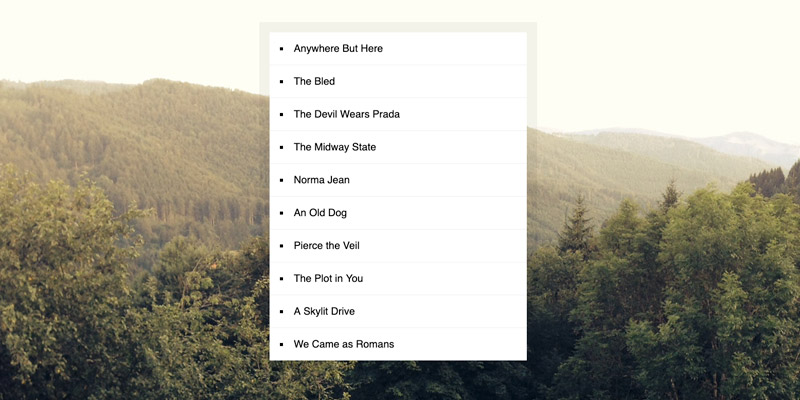 Anywhere But Here
The Bled
The Devil Wears Prada
The Midway State
Norma Jean
An Old Dog
Pierce the Veil
The Plot in You
A Skylit Drive
We Came as Romans